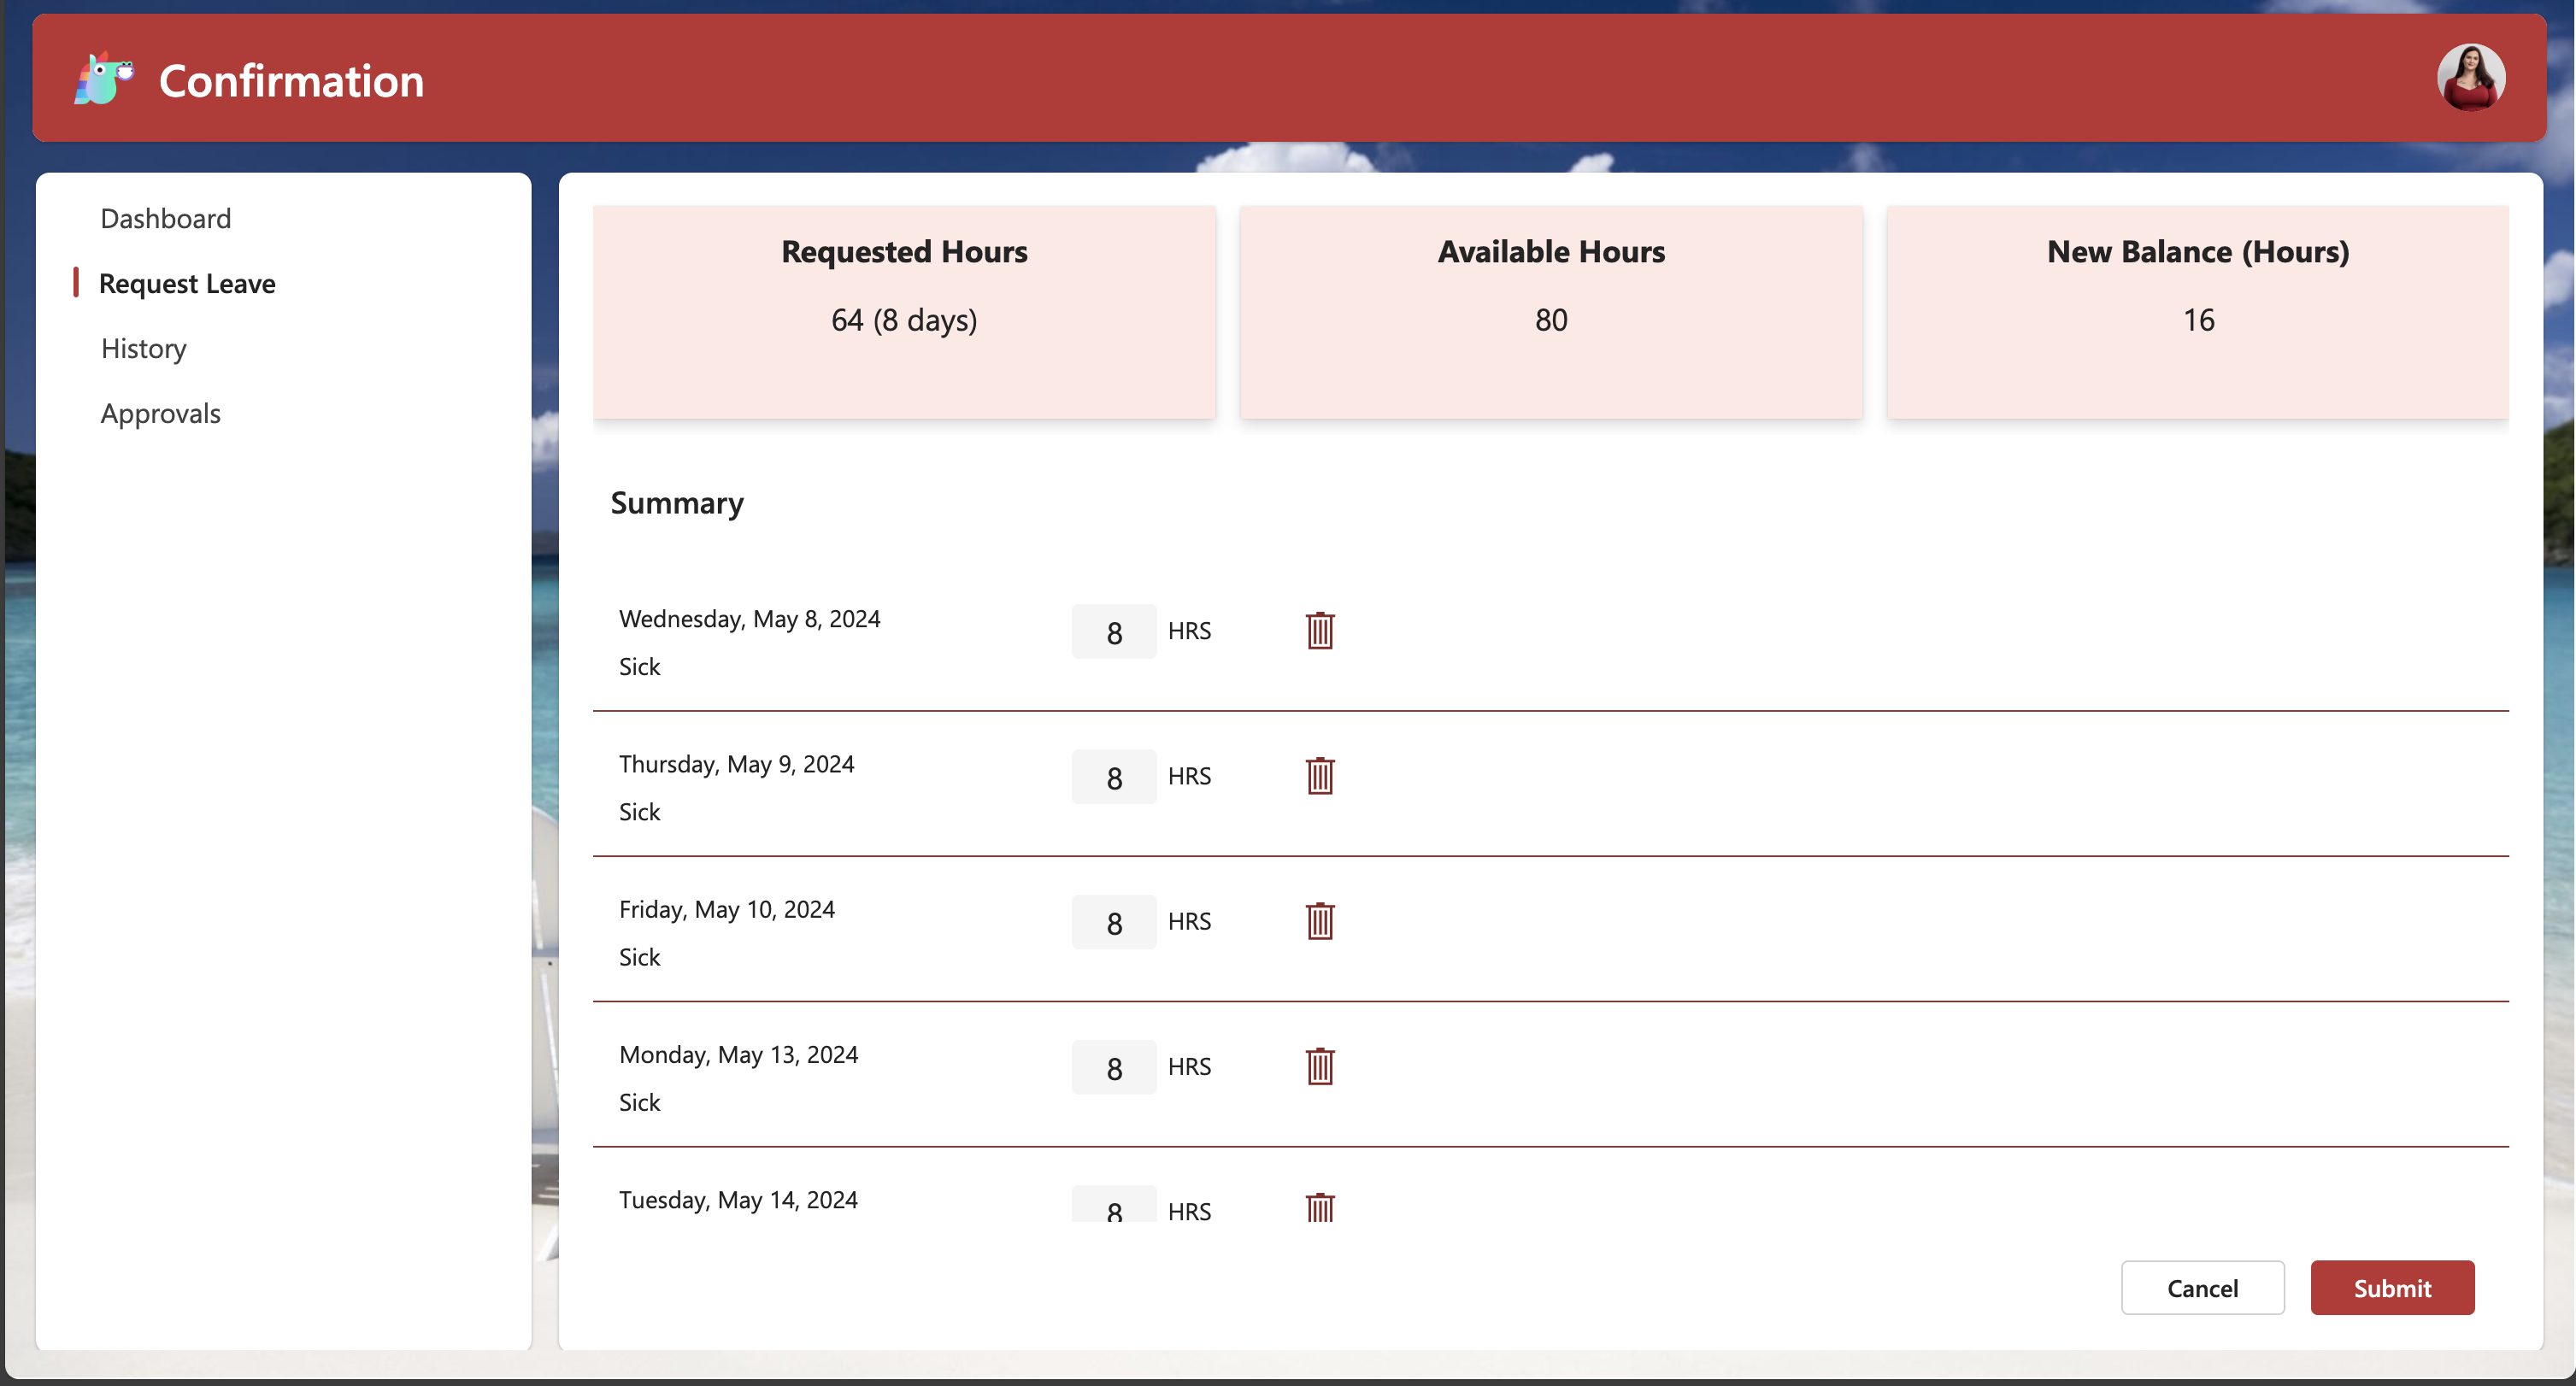 Confirmation
Dashboard
Request Leave
History
Approvals
Requested Hours
64 (8 days)
Available Hours
80
New Balance (Hours)
16
Summary
Wednesday, May 8, 2024
8 HRS
Sick
Thursday, May 9, 2024
8 HRS
Sick
Friday, May 10, 2024
8 HRS
Sick
Monday, May 13, 2024
8 HRS
Sick
Tuesday, May 14, 2024
8 HRS
Cancel
Submit